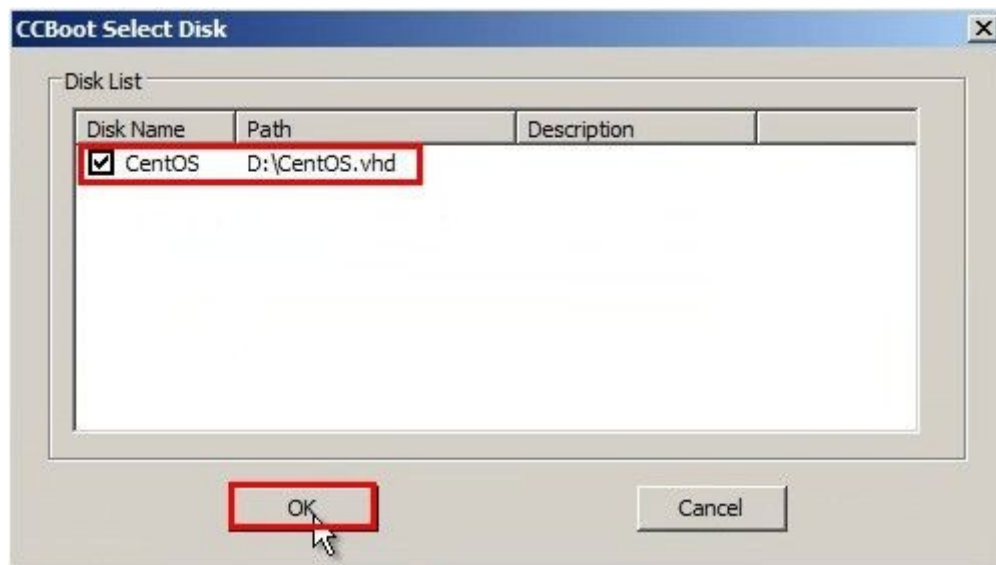 CCBoot Select Disk
Disk List
Disk Name Path Description
CentOS D:\CentOS.vhd
OK Cancel